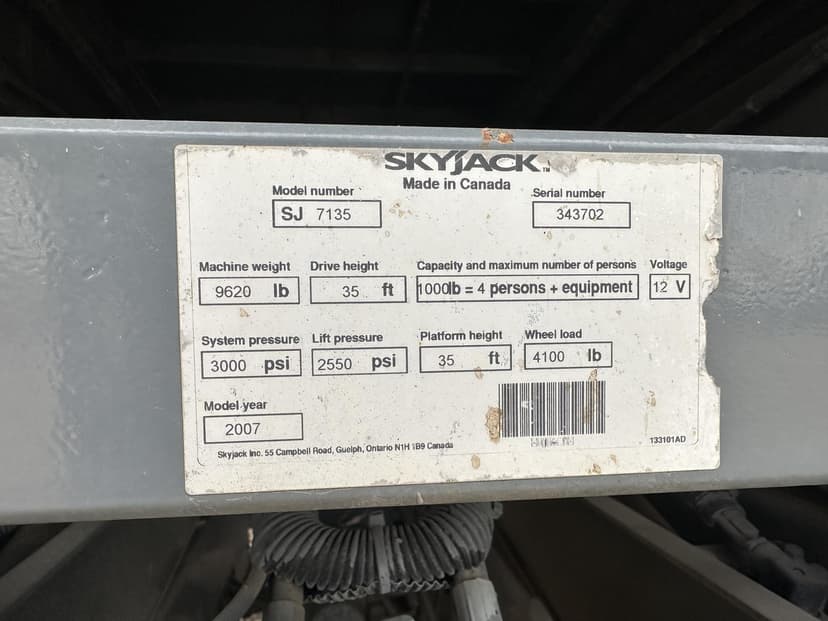 SKYJACK™
Made in Canada
Model number
SJ 7135
Serial number
343702
Machine weight
9620 lb
Drive height
35 ft
Capacity and maximum number of persons
1000lb = 4 persons + equipment
Voltage
12 V
System pressure
3000 psi
Lift pressure
2550 psi
Platform height
35 ft
Wheel load
4100 lb
Model year
2007
Skyjack Inc. 55 Campbell Road, Guelph, Ontario N1H 1B9 Canada
133101AD